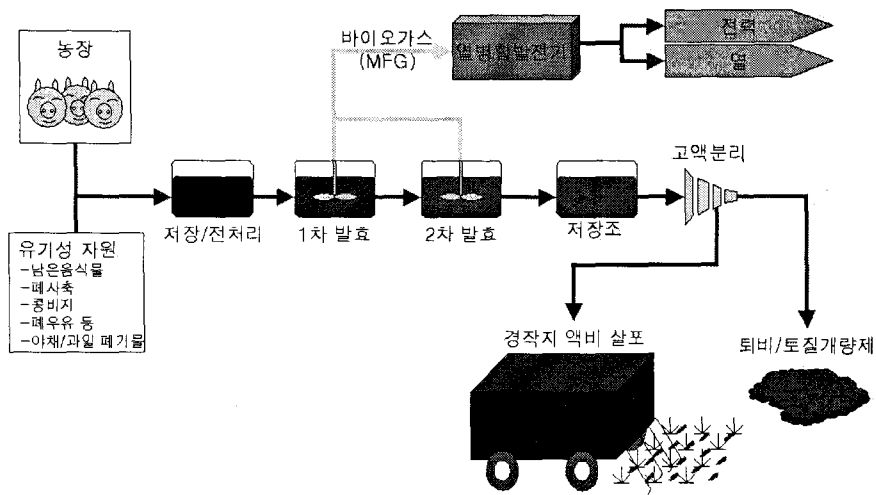 농장
바이오가스
(MFG)
열병합발전기
전력
열
고액분리
저장/전처리
1차 발효
2차 발효
저장조
유기성 자원
-남은음식물
-폐사축
-콩비지
-폐우유 등
-야채/과일 폐기물
경작지 액비 살포
퇴비/토질개량제